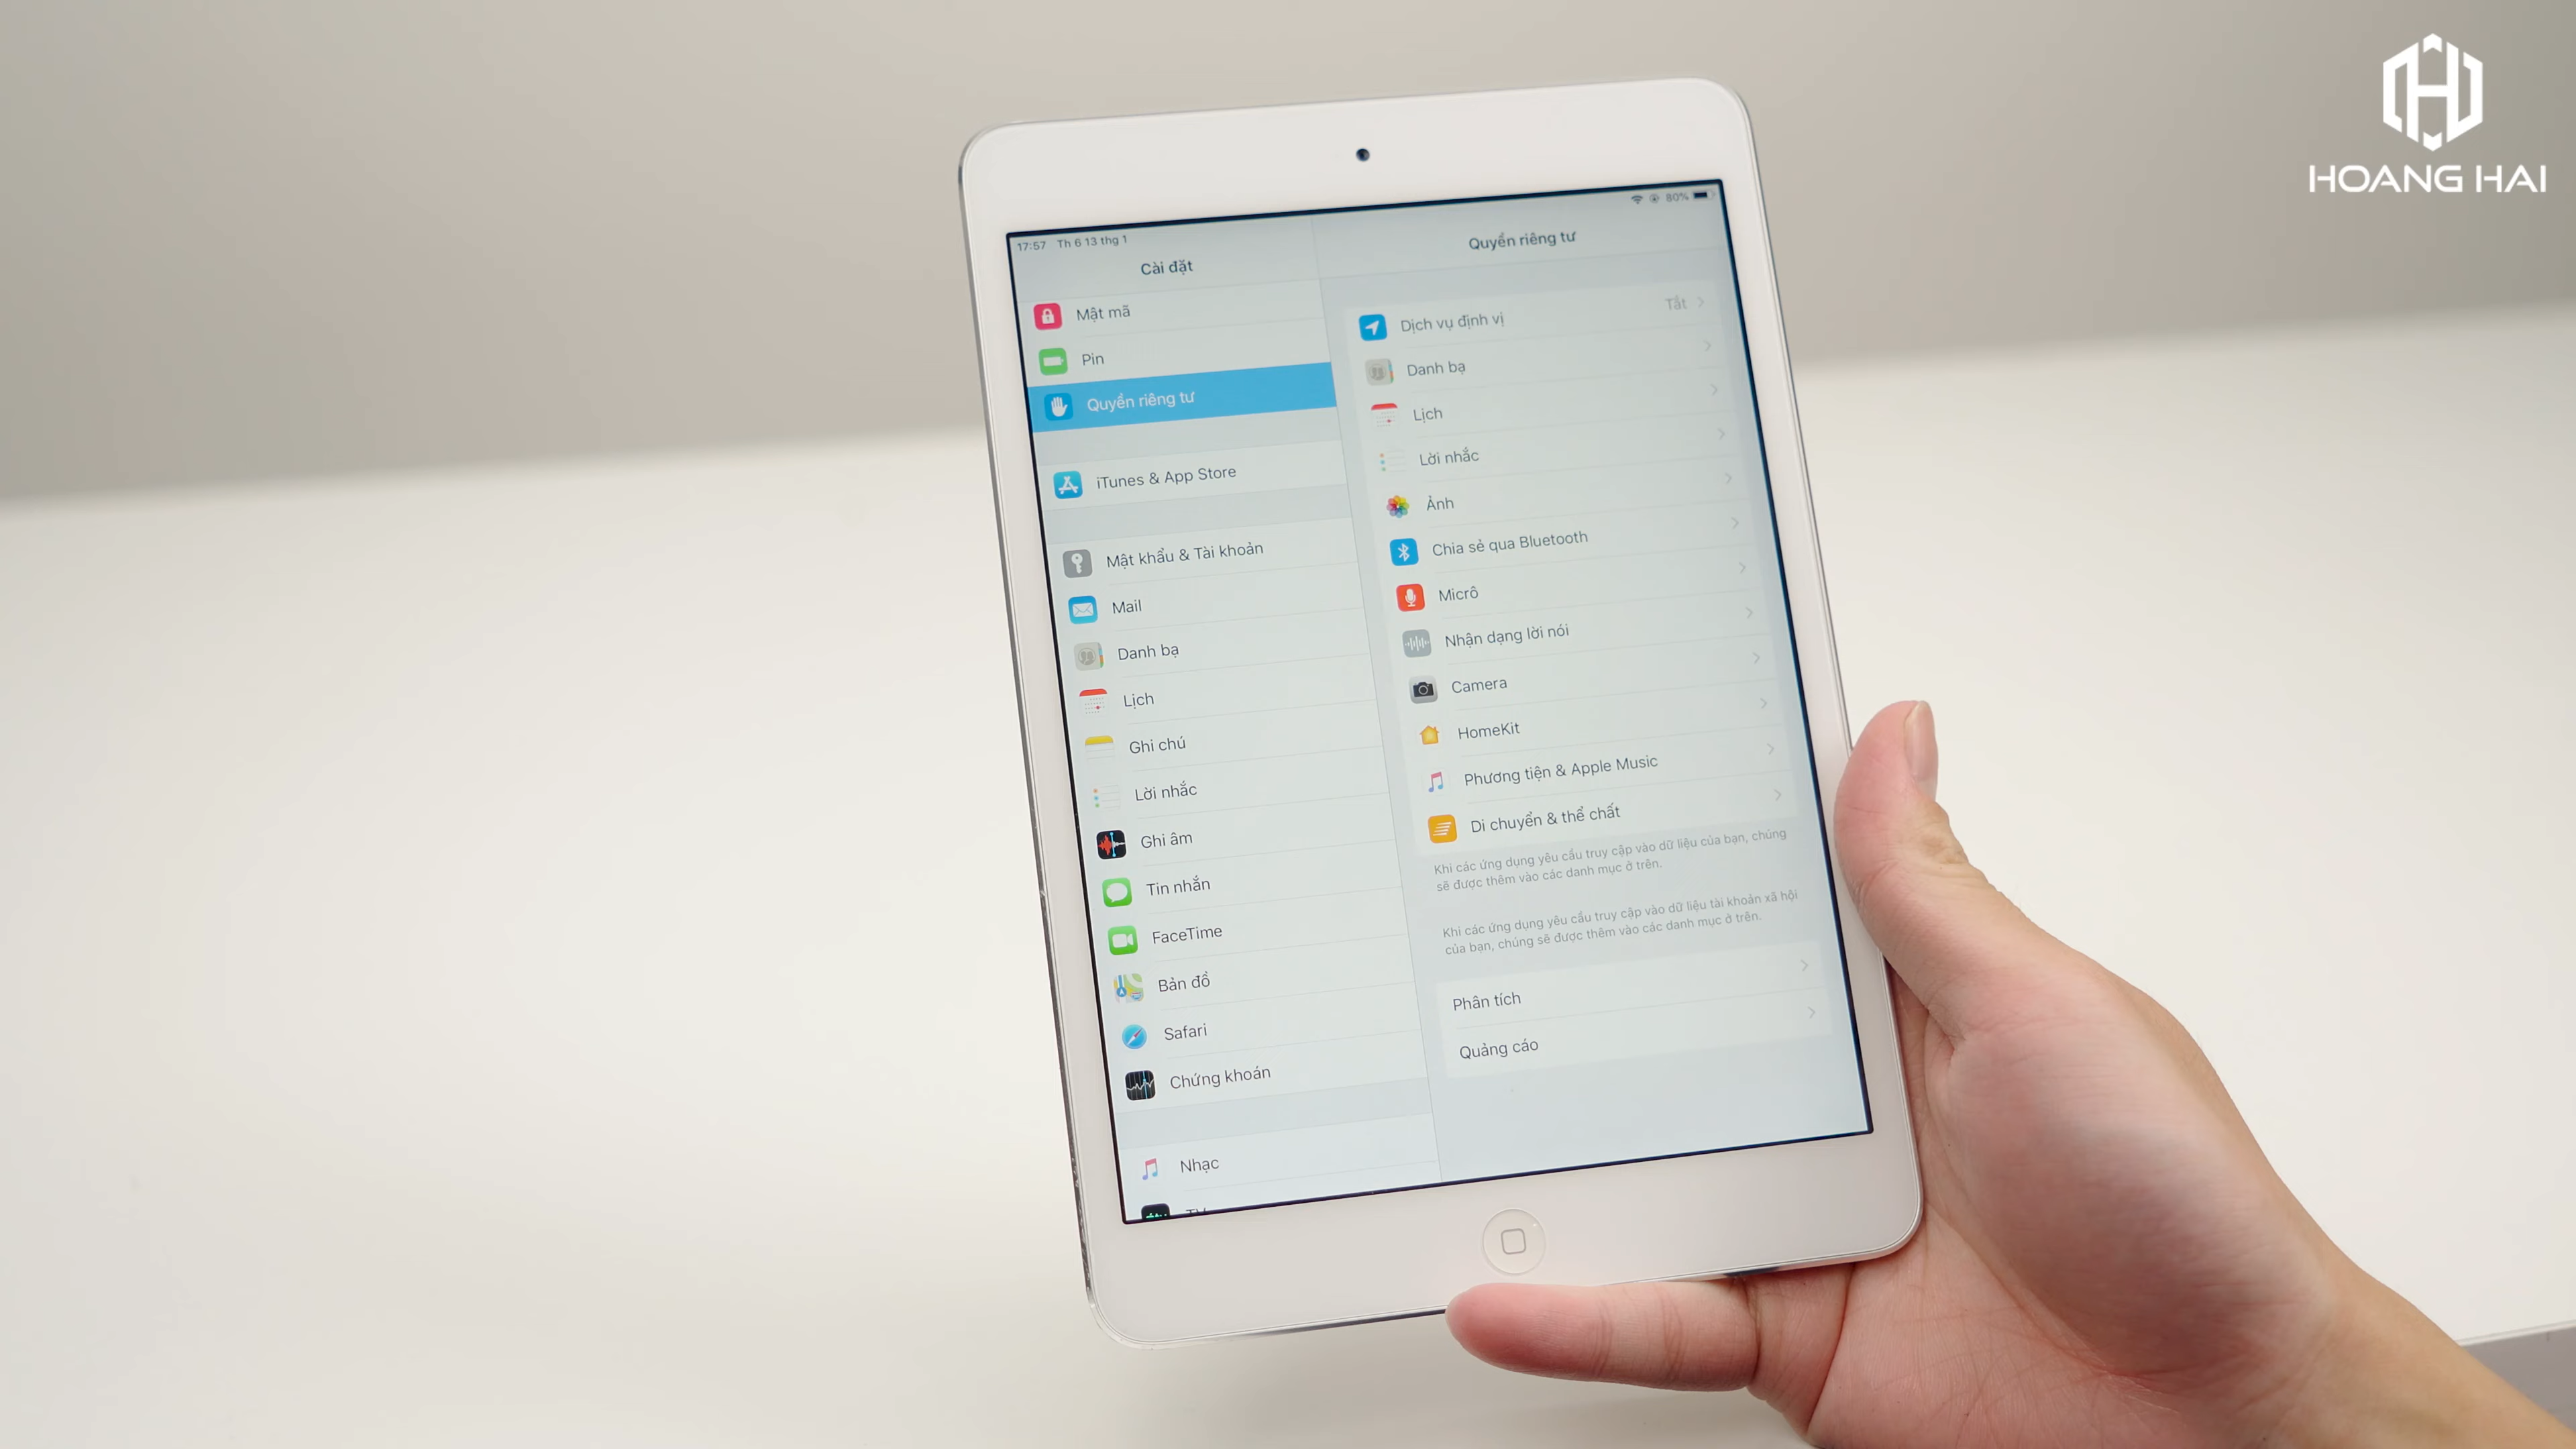 HOANG HAI
17:57 Th 6 13 thg 1
80%
Cài đặt
Mật mã
Pin
Quyền riêng tư
iTunes & App Store
Mật khẩu & Tài khoản
Mail
Danh bạ
Lịch
Ghi chú
Lời nhắc
Ghi âm
Tin nhắn
FaceTime
Bản đồ
Safari
Chứng khoán
Nhạc
Quyền riêng tư
Dịch vụ định vị Tắt
Danh bạ
Lịch
Lời nhắc
Ảnh
Chia sẻ qua Bluetooth
Micrô
Nhận dạng lời nói
Camera
HomeKit
Phương tiện & Apple Music
Di chuyển & thể chất
Khi các ứng dụng yêu cầu truy cập vào dữ liệu của bạn, chúng
sẽ được thêm vào các danh mục ở trên.
Khi các ứng dụng yêu cầu truy cập vào dữ liệu tài khoản xã hội
của bạn, chúng sẽ được thêm vào các danh mục ở trên.
Phân tích
Quảng cáo